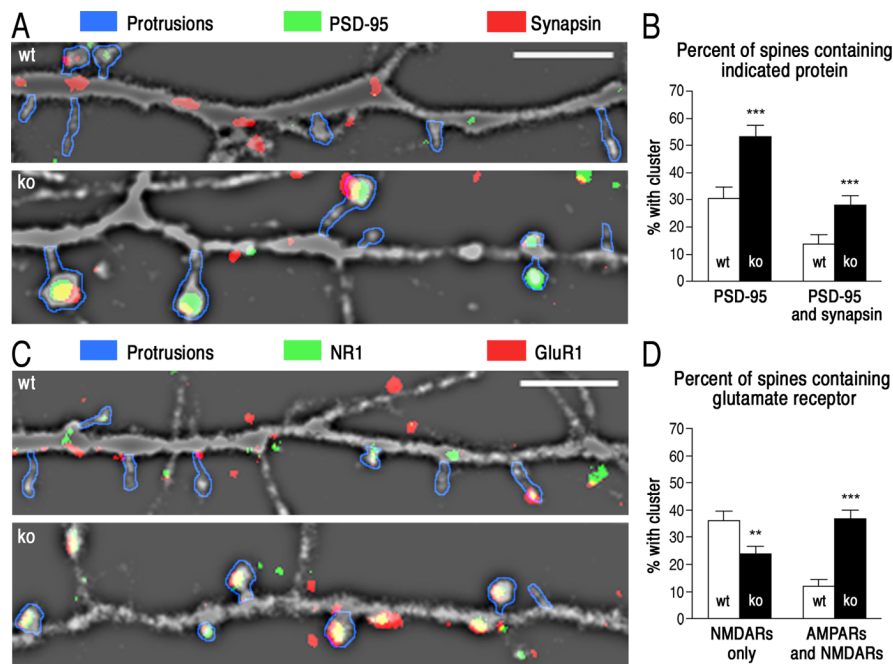 A
Protrusions
PSD-95
Synapsin
wt
ko
B
Percent of spines containing
indicated protein
% with cluster
70
60
50
40
30
20
10
0
***
***
wt
ko
wt
ko
PSD-95
PSD-95
and synapsin
C
Protrusions
NR1
GluR1
wt
ko
D
Percent of spines containing
glutamate receptor
% with cluster
70
60
50
40
30
20
10
0
**
***
wt
ko
wt
ko
NMDARs
only
AMPARs
and NMDARs